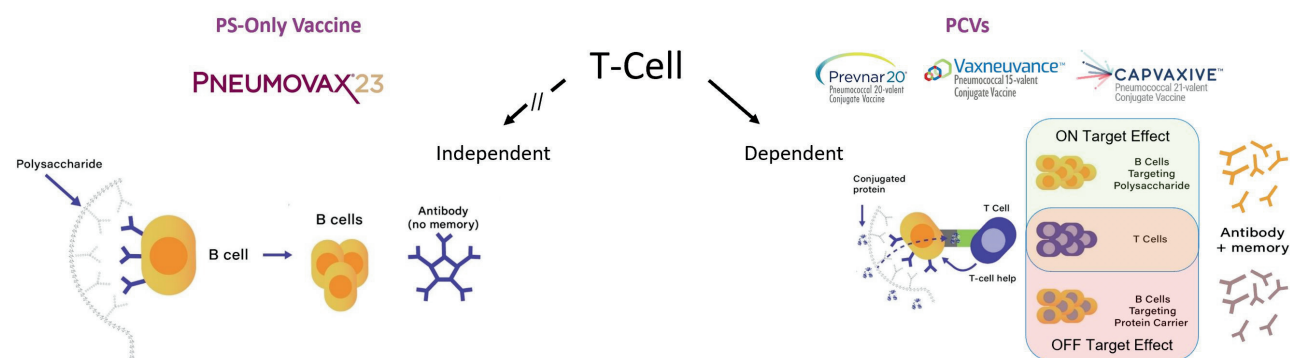 PS-Only Vaccine
PNEUMOVAX®23
T-Cell
//
Independent
Dependent
Polysaccharide
B cell
B cells
Antibody
(no memory)
PCVs
Prevnar 20®
Pneumococcal 20-valent
Conjugate Vaccine
Vaxneuvance™
Pneumococcal 15-valent
Conjugate Vaccine
CAPVAXIVE™
Pneumococcal 21-valent
Conjugate Vaccine
Conjugated
protein
T Cell
T-cell help
ON Target Effect
B Cells
Targeting
Polysaccharide
T Cells
B Cells
Targeting
Protein Carrier
OFF Target Effect
Antibody
+ memory